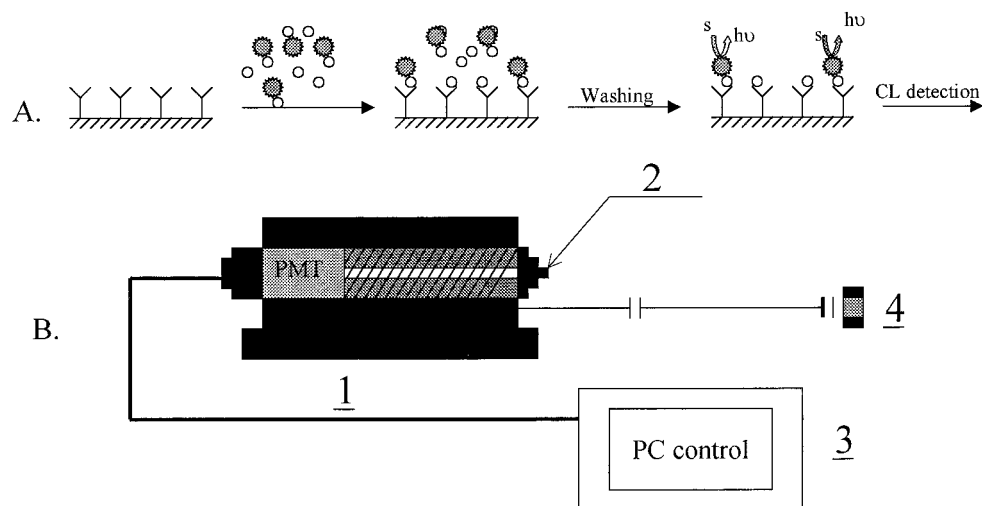 A.
Washing
s
hυ
s
hυ
CL detection
B.
PMT
2
4
1
PC control
3